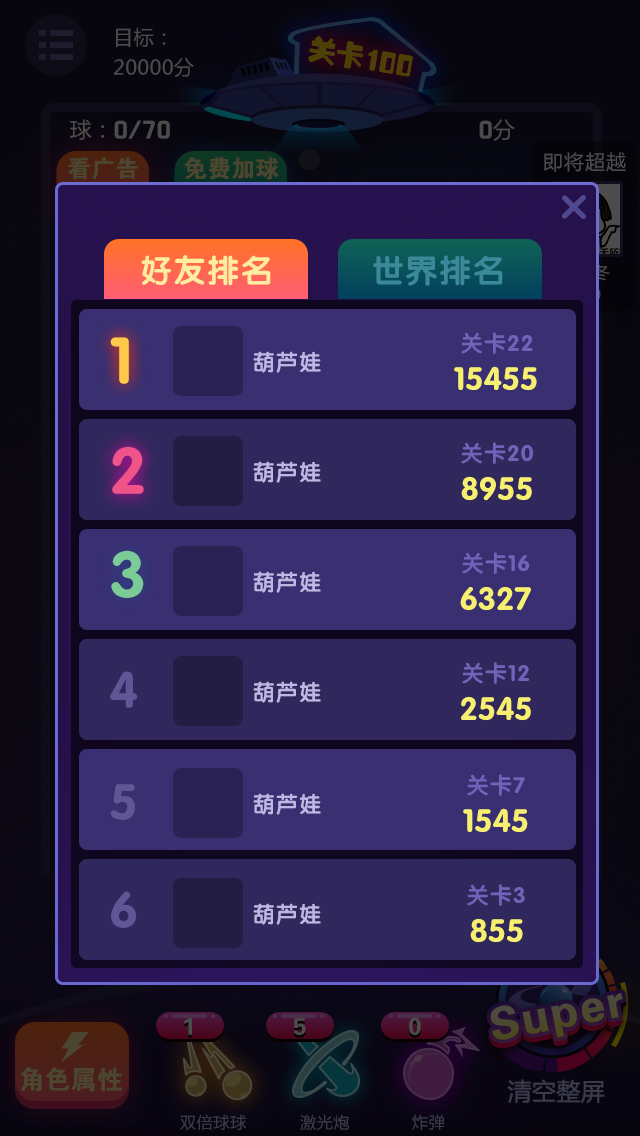 目标：
20000分
关卡100
球：0/70
0分
看广告
免费加球
即将超越
好友排名
世界排名
1
葫芦娃
关卡22
15455
2
葫芦娃
关卡20
8955
3
葫芦娃
关卡16
6327
4
葫芦娃
关卡12
2545
5
葫芦娃
关卡7
1545
6
葫芦娃
关卡3
855
角色属性
1
双倍球球
5
激光炮
0
炸弹
Super
清空整屏